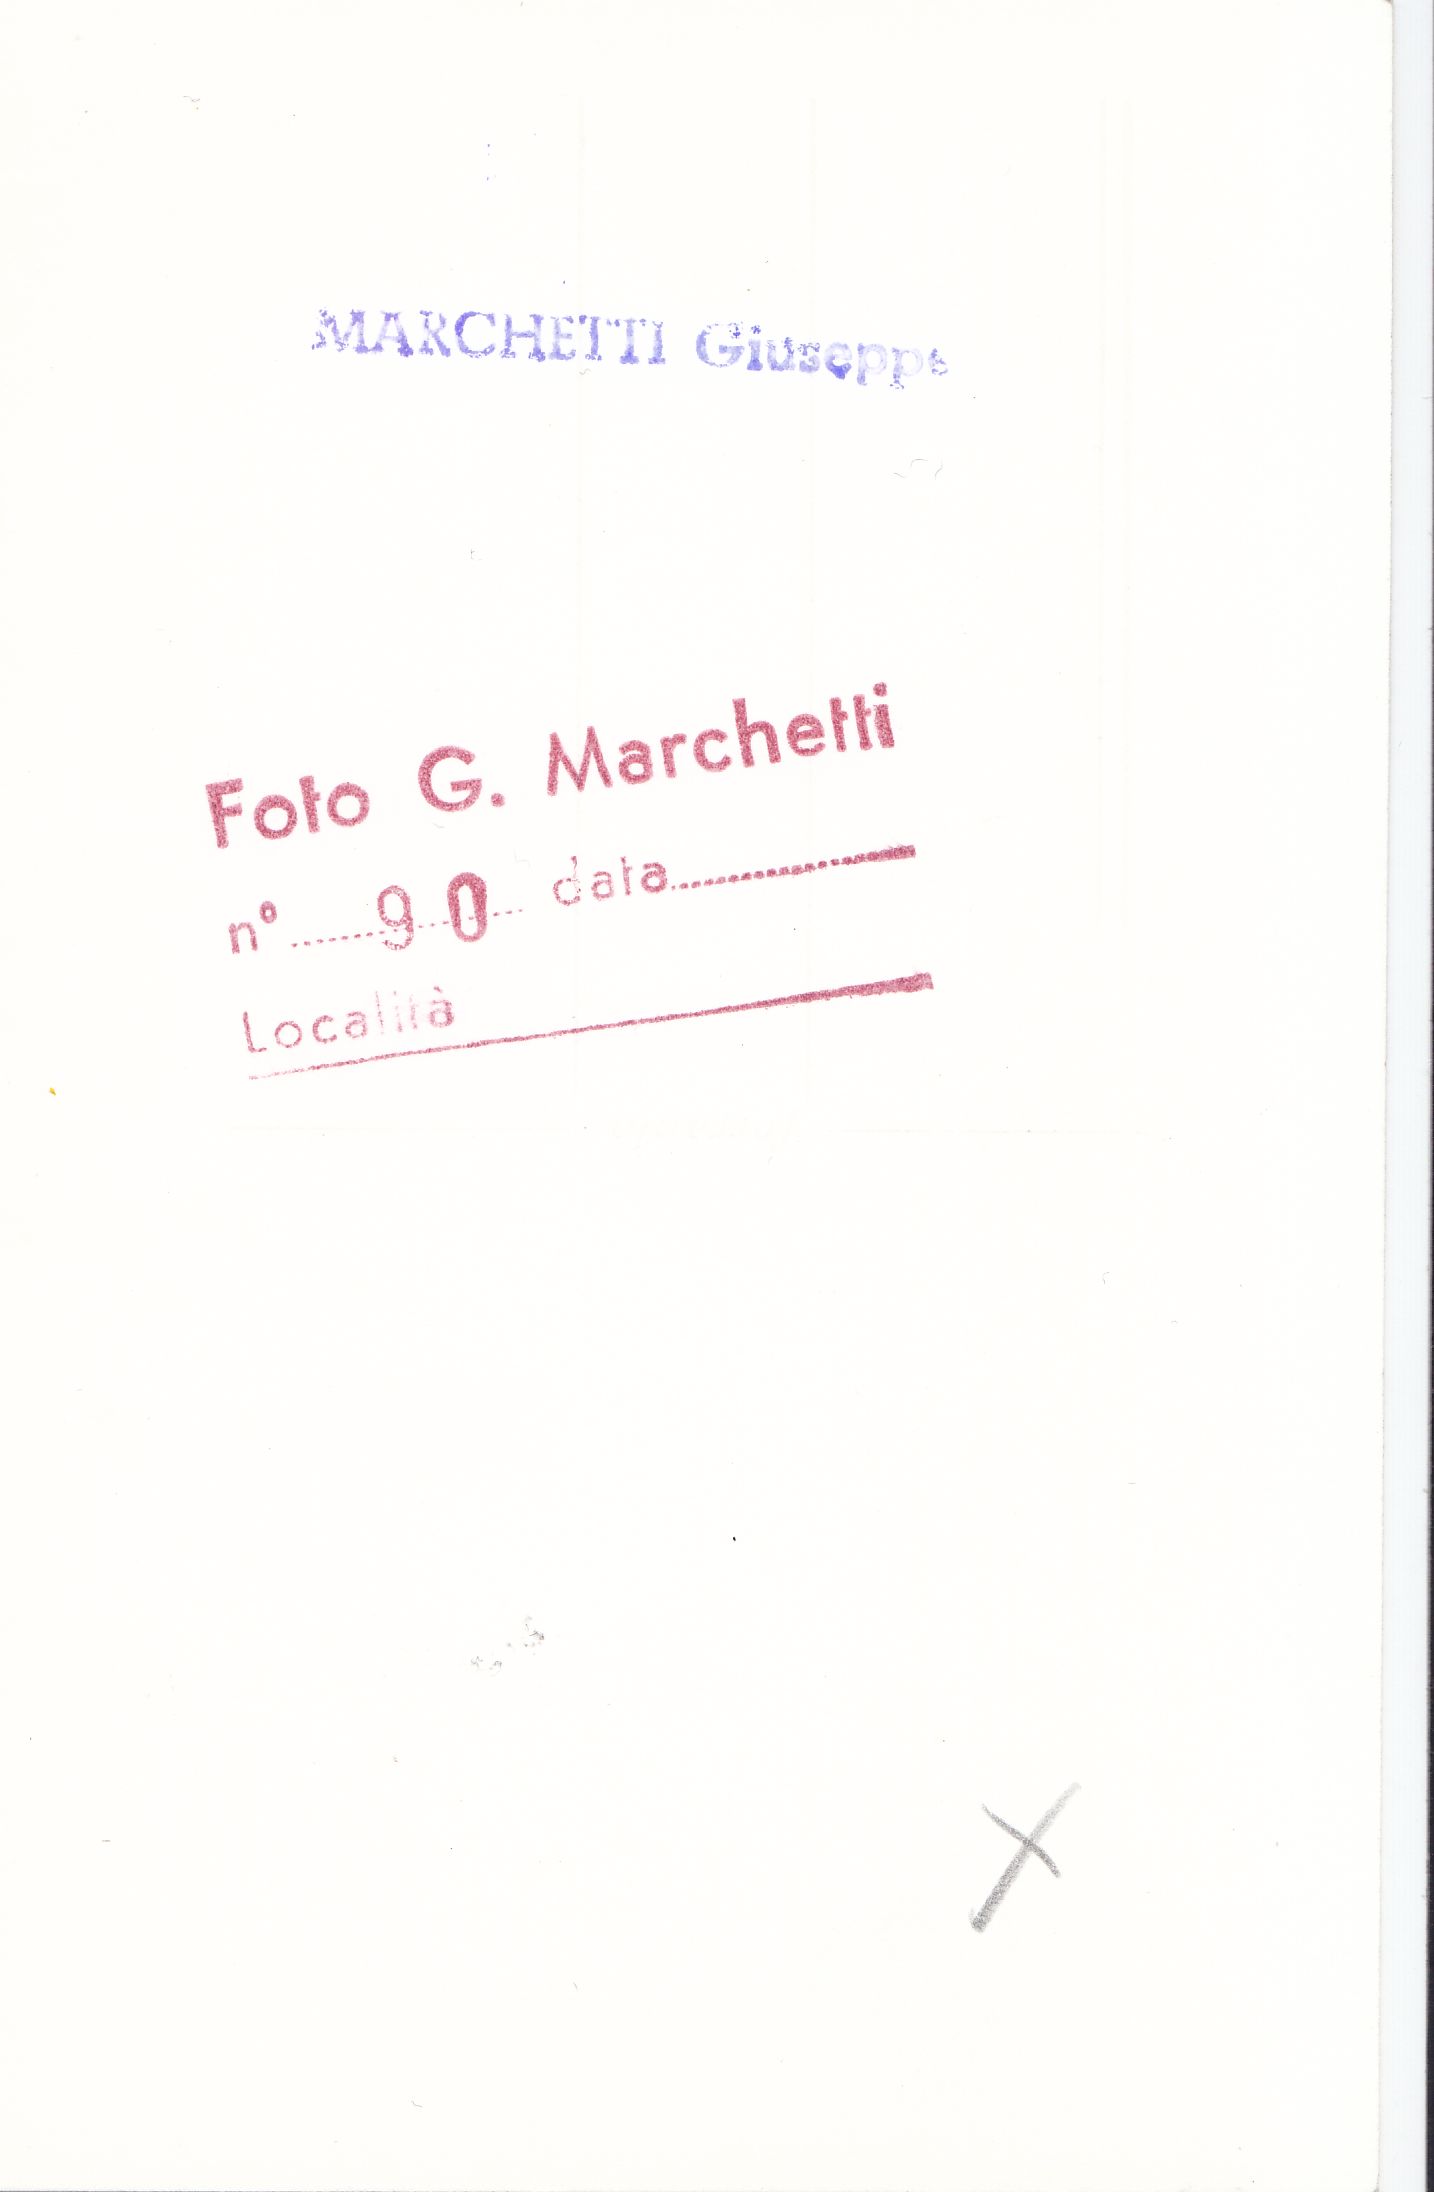 MARCHETTI Giuseppe
Foto G. Marchetti
n° ..... 90 ... data....................
Località
X